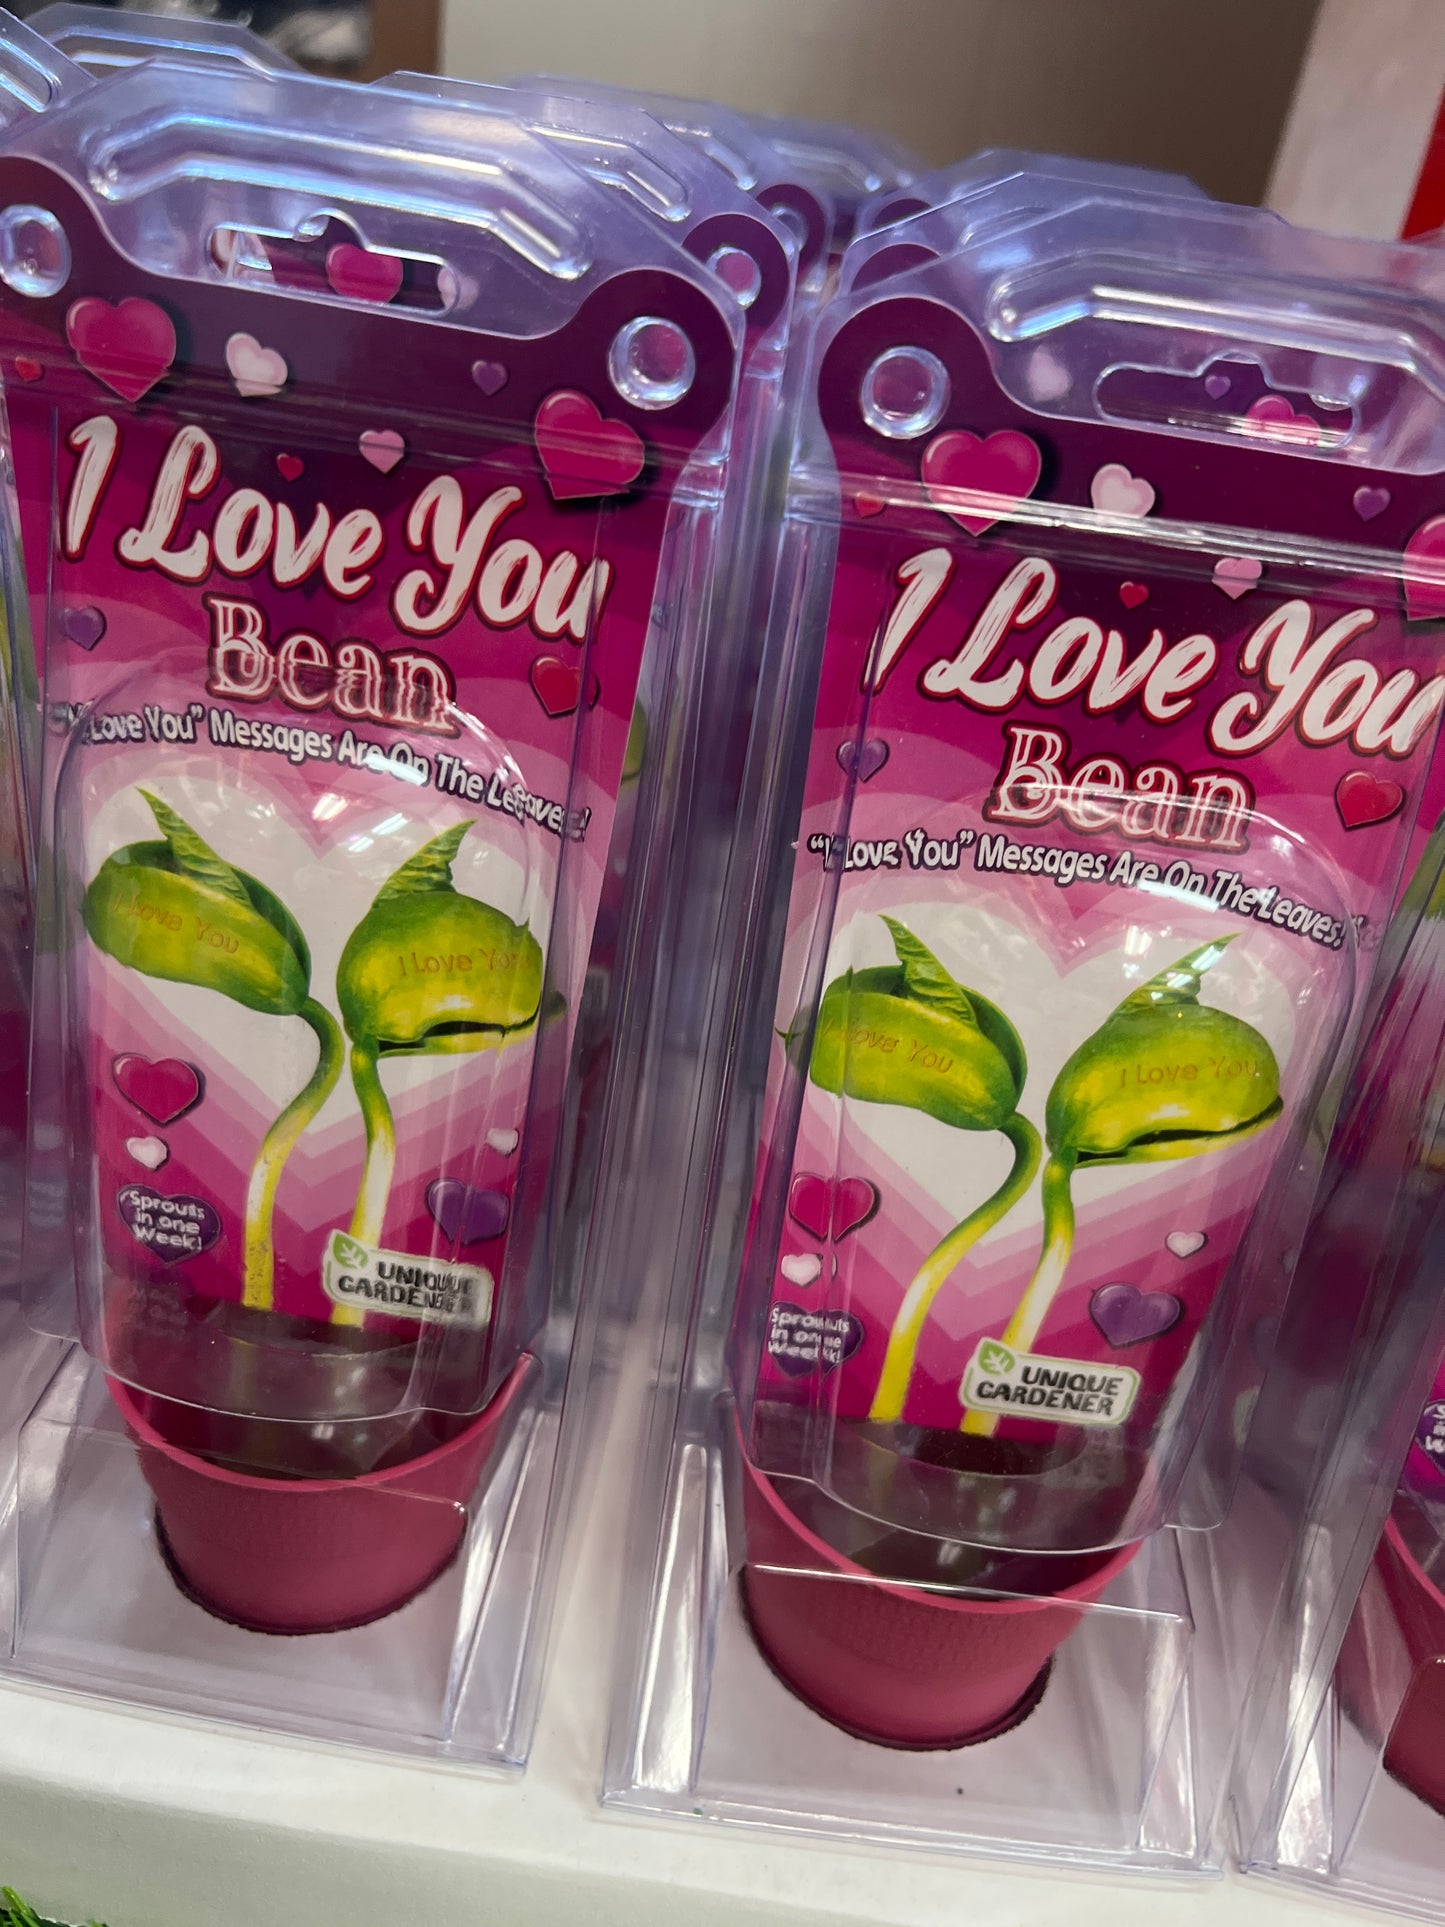 I Love You
Bean
"I Love You" Messages Are On The Leaves!
I Love You
I Love You
Sprouts
in one
Week!
UNIQUE
GARDENER
I Love You
Bean
"I Love You" Messages Are On The Leaves!
I Love You
I Love You
Sprouts
in one
Week!
UNIQUE
GARDENER